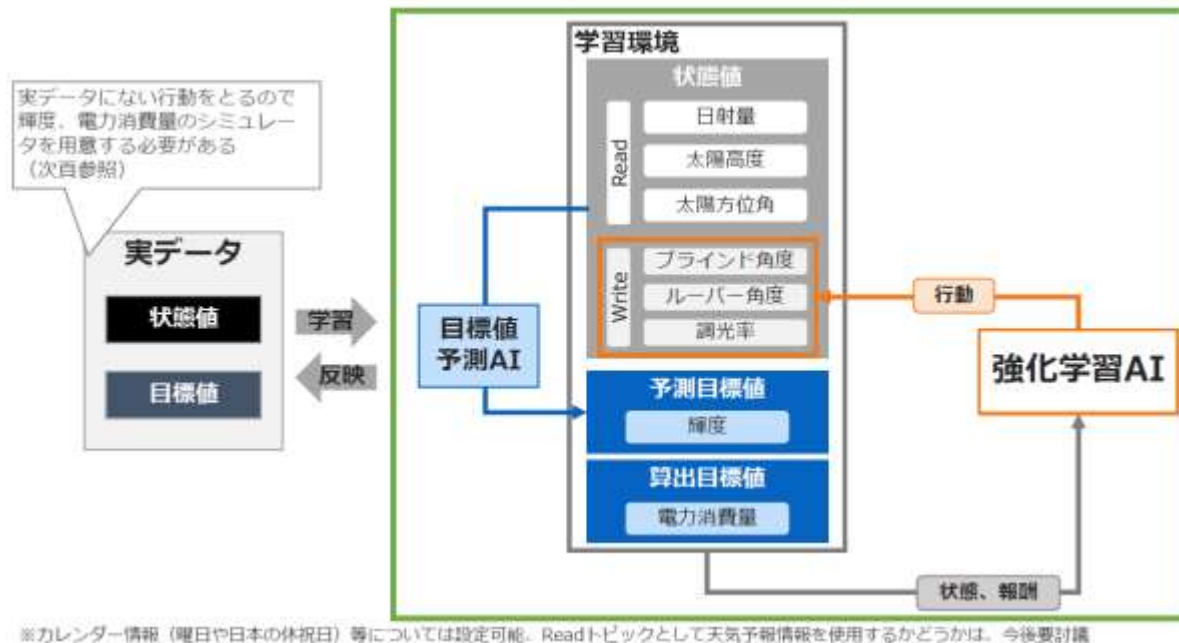 実データにない行動をとるので
輝度、電力消費量のシミュレー
タを用意する必要がある
（次頁参照）
実データ
状態値
目標値
学習
反映
目標値
予測AI
学習環境
状態値
Read
日射量
太陽高度
太陽方位角
Write
ブラインド角度
ルーバー角度
調光率
予測目標値
輝度
算出目標値
電力消費量
行動
強化学習AI
状態、報酬
※カレンダー情報（曜日や日本の休祝日）等については設定可能、Readトピックとして天気予報情報を使用するかどうかは、今後要討議